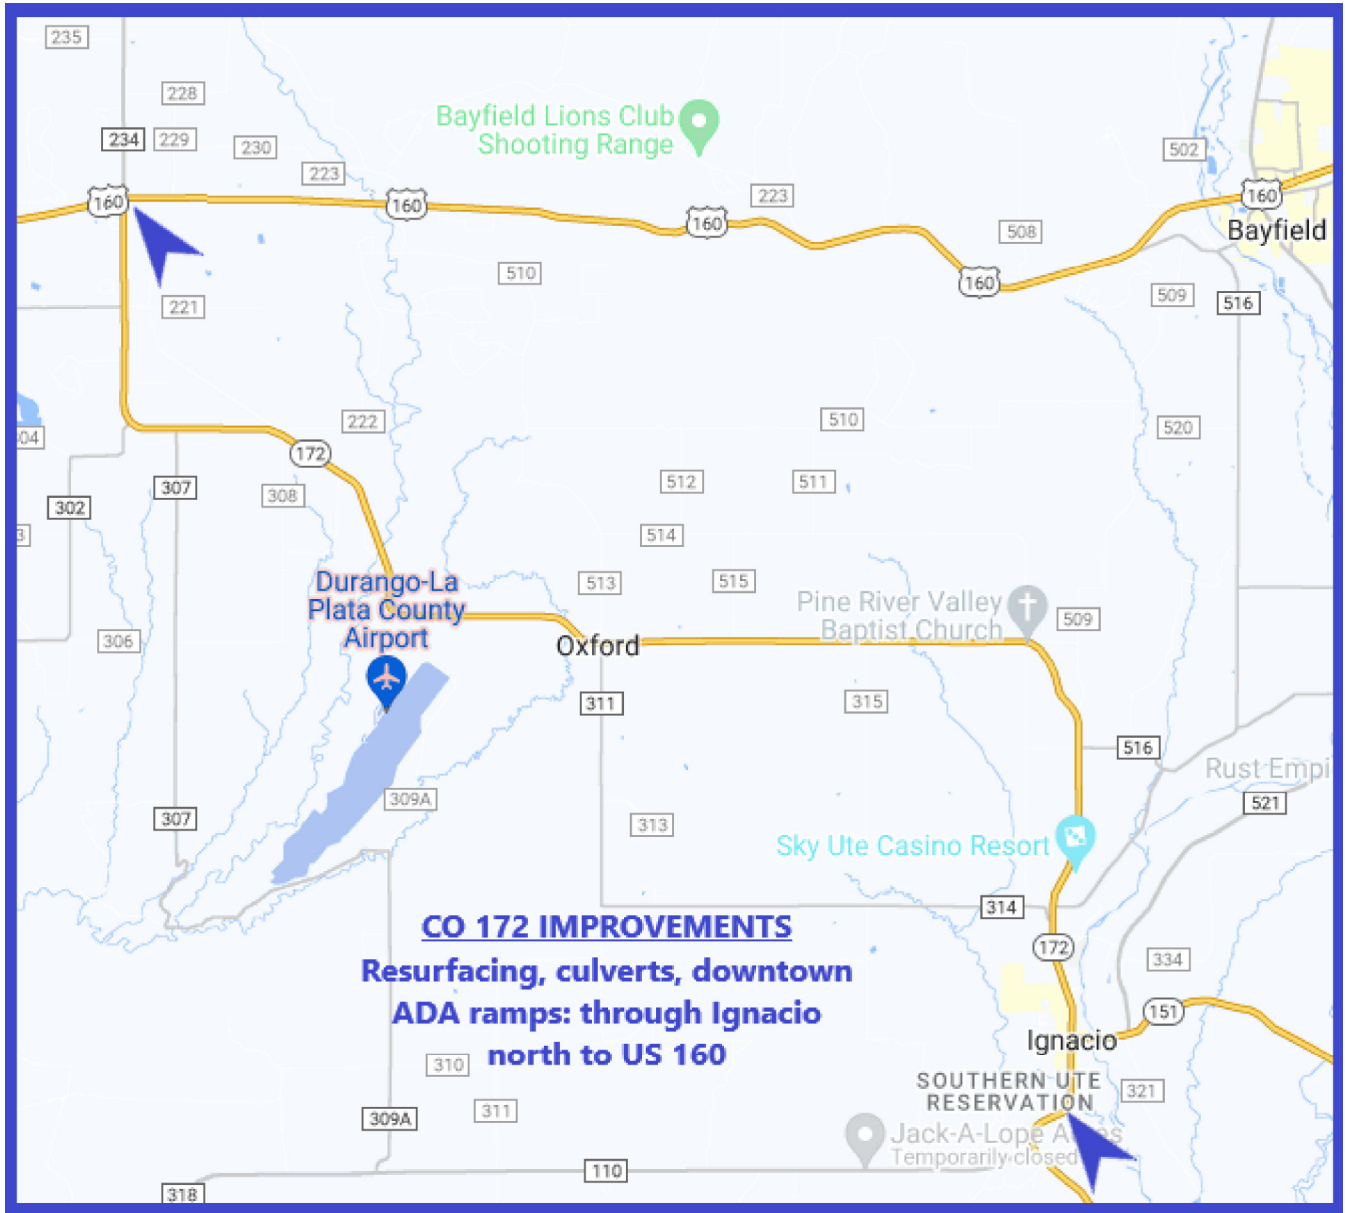 235
228
234
229
230
223
Bayfield Lions Club
Shooting Range
502
160
160
160
223
160
Bayfield
508
160
510
221
509
516
222
510
520
04
172
512
511
302
307
308
3
514
513
515
Durango-La
Plata County
Airport
Pine River Valley
Baptist Church
509
306
Oxford
311
315
516
Rust Empi
521
307
309A
313
Sky Ute Casino Resort
314
CO 172 IMPROVEMENTS
Resurfacing, culverts, downtown
ADA ramps: through Ignacio
north to US 160
172
334
151
Ignacio
310
SOUTHERN UTE
RESERVATION
321
311
309A
Jack-A-Lope Acres
Temporarily closed
110
318